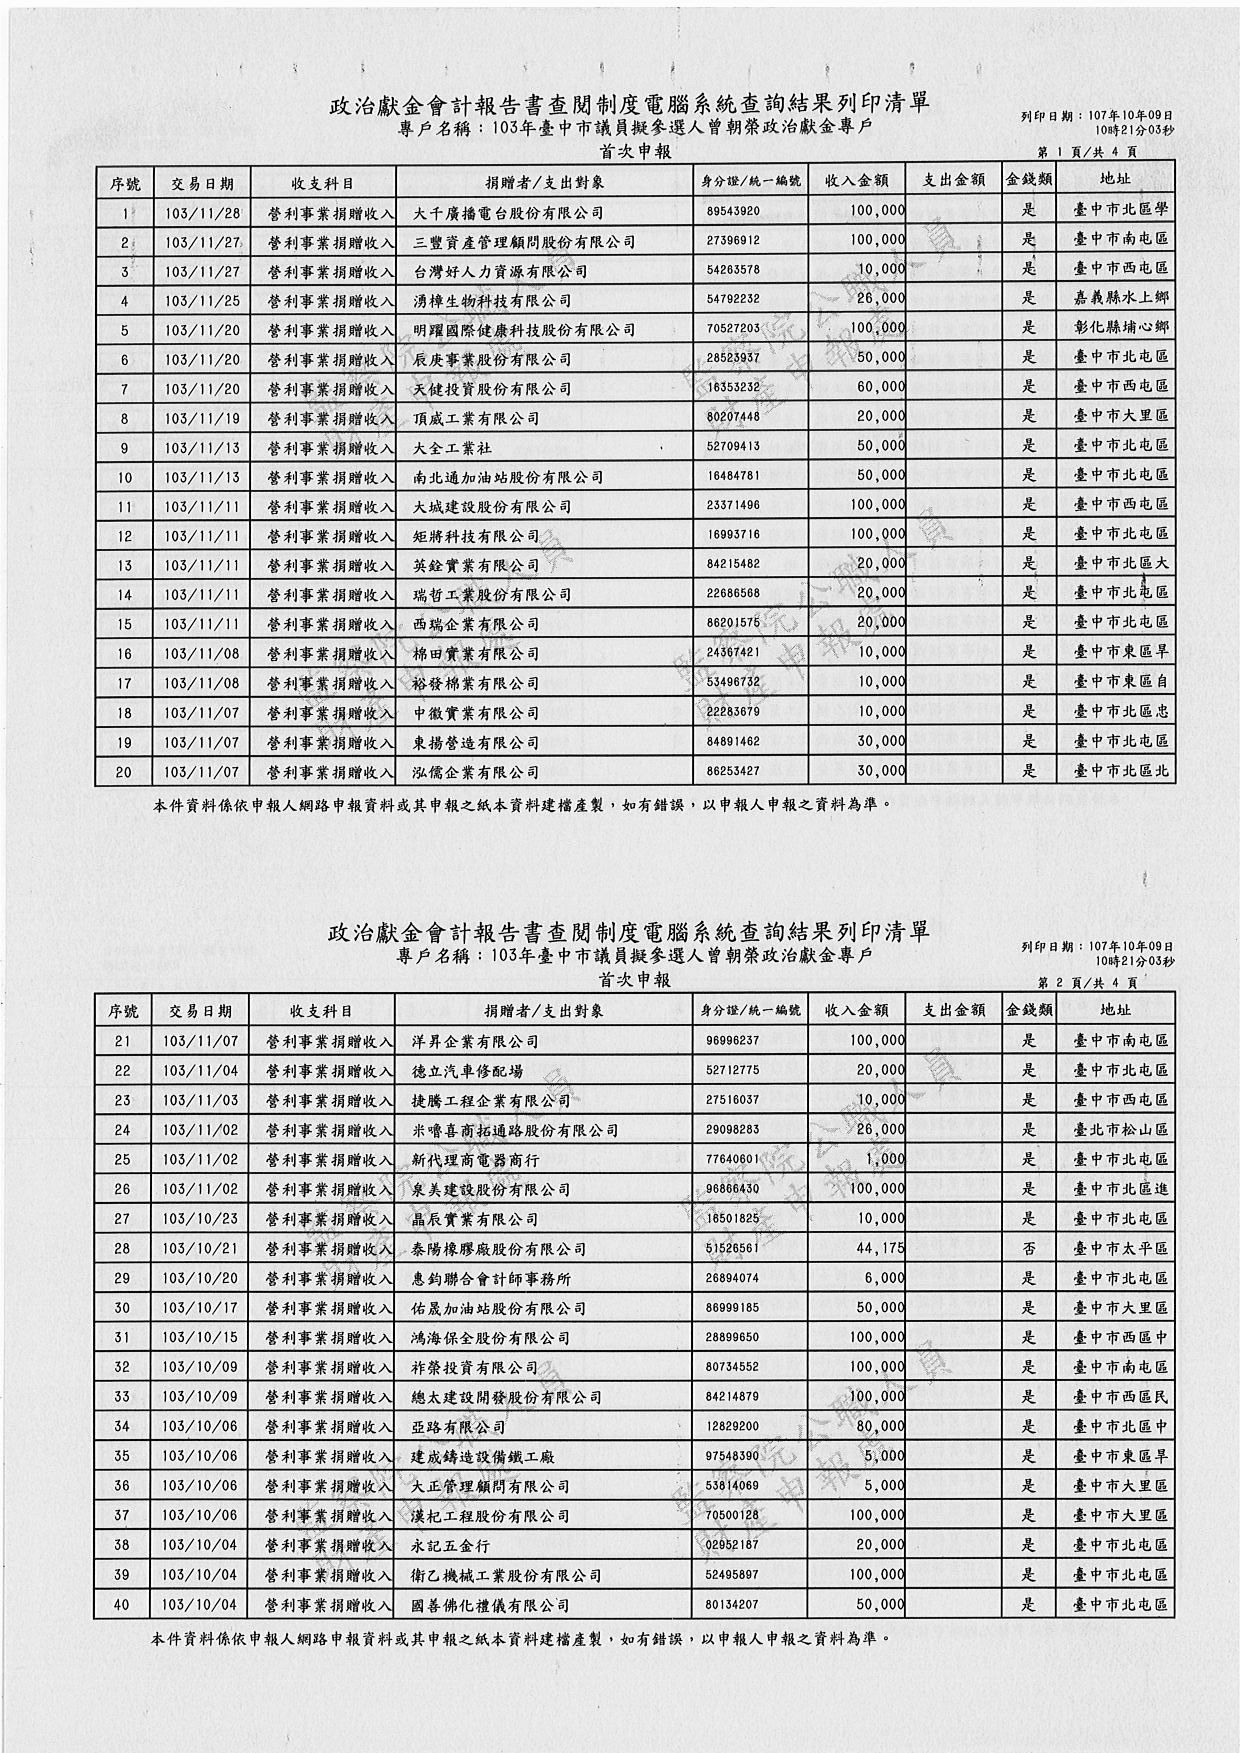 政治獻金會計報告書查閱制度電腦系統查詢結果列印清單
專戶名稱：103年臺中市議員擬參選人曾朝榮政治獻金專戶
列印日期：107年10年09日
10時21分03秒
首次申報
第 1 頁/共 4 頁
序號 交易日期 收支科目 捐贈者/支出對象 身分證/統一編號 收入金額 支出金額 金錢類 地址
1 103/11/28 營利事業捐贈收入 大千廣播電台股份有限公司 89543920 100,000 是 臺中市北區學
2 103/11/27 營利事業捐贈收入 三豐資產管理顧問股份有限公司 27396912 100,000 是 臺中市南屯區
3 103/11/27 營利事業捐贈收入 台灣好人力資源有限公司 54263578 10,000 是 臺中市西屯區
4 103/11/25 營利事業捐贈收入 湧樟生物科技有限公司 54792232 26,000 是 嘉義縣水上鄉
5 103/11/20 營利事業捐贈收入 明躍國際健康科技股份有限公司 70527203 100,000 是 彰化縣埔心鄉
6 103/11/20 營利事業捐贈收入 辰庚事業股份有限公司 28523937 50,000 是 臺中市北屯區
7 103/11/20 營利事業捐贈收入 天健投資股份有限公司 16353232 60,000 是 臺中市西屯區
8 103/11/19 營利事業捐贈收入 頂威工業有限公司 80207448 20,000 是 臺中市大里區
9 103/11/13 營利事業捐贈收入 大全工業社 52709413 50,000 是 臺中市北屯區
10 103/11/13 營利事業捐贈收入 南北通加油站股份有限公司 16484781 50,000 是 臺中市北屯區
11 103/11/11 營利事業捐贈收入 大城建設股份有限公司 23371496 100,000 是 臺中市西屯區
12 103/11/11 營利事業捐贈收入 矩將科技有限公司 16993716 100,000 是 臺中市北屯區
13 103/11/11 營利事業捐贈收入 英銓實業有限公司 84215482 20,000 是 臺中市北區大
14 103/11/11 營利事業捐贈收入 瑞哲工業股份有限公司 22686568 20,000 是 臺中市北屯區
15 103/11/11 營利事業捐贈收入 西瑞企業有限公司 86201575 20,000 是 臺中市北屯區
16 103/11/08 營利事業捐贈收入 棉田實業有限公司 24367421 10,000 是 臺中市東區旱
17 103/11/08 營利事業捐贈收入 裕發棉業有限公司 53496732 10,000 是 臺中市東區自
18 103/11/07 營利事業捐贈收入 中徽實業有限公司 22283679 10,000 是 臺中市北區忠
19 103/11/07 營利事業捐贈收入 東揚營造有限公司 84891462 30,000 是 臺中市北屯區
20 103/11/07 營利事業捐贈收入 泓儒企業有限公司 86253427 30,000 是 臺中市北區北
本件資料係依申報人網路申報資料或其申報之紙本資料建檔產製，如有錯誤，以申報人申報之資料為準。
監察院公職人員
財產申報處
政治獻金會計報告書查閱制度電腦系統查詢結果列印清單
專戶名稱：103年臺中市議員擬參選人曾朝榮政治獻金專戶
列印日期：107年10年09日
10時21分03秒
首次申報
第 2 頁/共 4 頁
序號 交易日期 收支科目 捐贈者/支出對象 身分證/統一編號 收入金額 支出金額 金錢類 地址
21 103/11/07 營利事業捐贈收入 洋昇企業有限公司 96996237 100,000 是 臺中市南屯區
22 103/11/04 營利事業捐贈收入 德立汽車修配場 52712775 20,000 是 臺中市北屯區
23 103/11/03 營利事業捐贈收入 捷騰工程企業有限公司 27516037 10,000 是 臺中市西屯區
24 103/11/02 營利事業捐贈收入 米嚕喜商拓通路股份有限公司 29098283 26,000 是 臺北市松山區
25 103/11/02 營利事業捐贈收入 新代理商電器商行 77640601 1,000 是 臺中市北屯區
26 103/11/02 營利事業捐贈收入 泉美建設股份有限公司 96866430 100,000 是 臺中市北區進
27 103/10/23 營利事業捐贈收入 晶辰實業有限公司 16501825 10,000 是 臺中市北屯區
28 103/10/21 營利事業捐贈收入 泰陽橡膠廠股份有限公司 51526561 44,175 否 臺中市太平區
29 103/10/20 營利事業捐贈收入 惠鈞聯合會計師事務所 26894074 6,000 是 臺中市北屯區
30 103/10/17 營利事業捐贈收入 佑晟加油站股份有限公司 86999185 50,000 是 臺中市大里區
31 103/10/15 營利事業捐贈收入 鴻海保全股份有限公司 28899650 100,000 是 臺中市西區中
32 103/10/09 營利事業捐贈收入 祚榮投資有限公司 80734552 100,000 是 臺中市南屯區
33 103/10/09 營利事業捐贈收入 總太建設開發股份有限公司 84214879 100,000 是 臺中市西區民
34 103/10/06 營利事業捐贈收入 亞路有限公司 12829200 80,000 是 臺中市北區中
35 103/10/06 營利事業捐贈收入 建成鑄造設備鐵工廠 97548390 5,000 是 臺中市東區旱
36 103/10/06 營利事業捐贈收入 大正管理顧問有限公司 53814069 5,000 是 臺中市大里區
37 103/10/06 營利事業捐贈收入 漢杞工程股份有限公司 70500128 100,000 是 臺中市大里區
38 103/10/04 營利事業捐贈收入 永記五金行 02952187 20,000 是 臺中市北屯區
39 103/10/04 營利事業捐贈收入 衛乙機械工業股份有限公司 52495897 100,000 是 臺中市北屯區
40 103/10/04 營利事業捐贈收入 國善佛化禮儀有限公司 80134207 50,000 是 臺中市北屯區
本件資料係依申報人網路申報資料或其申報之紙本資料建檔產製，如有錯誤，以申報人申報之資料為準。
監察院公職人員
財產申報處